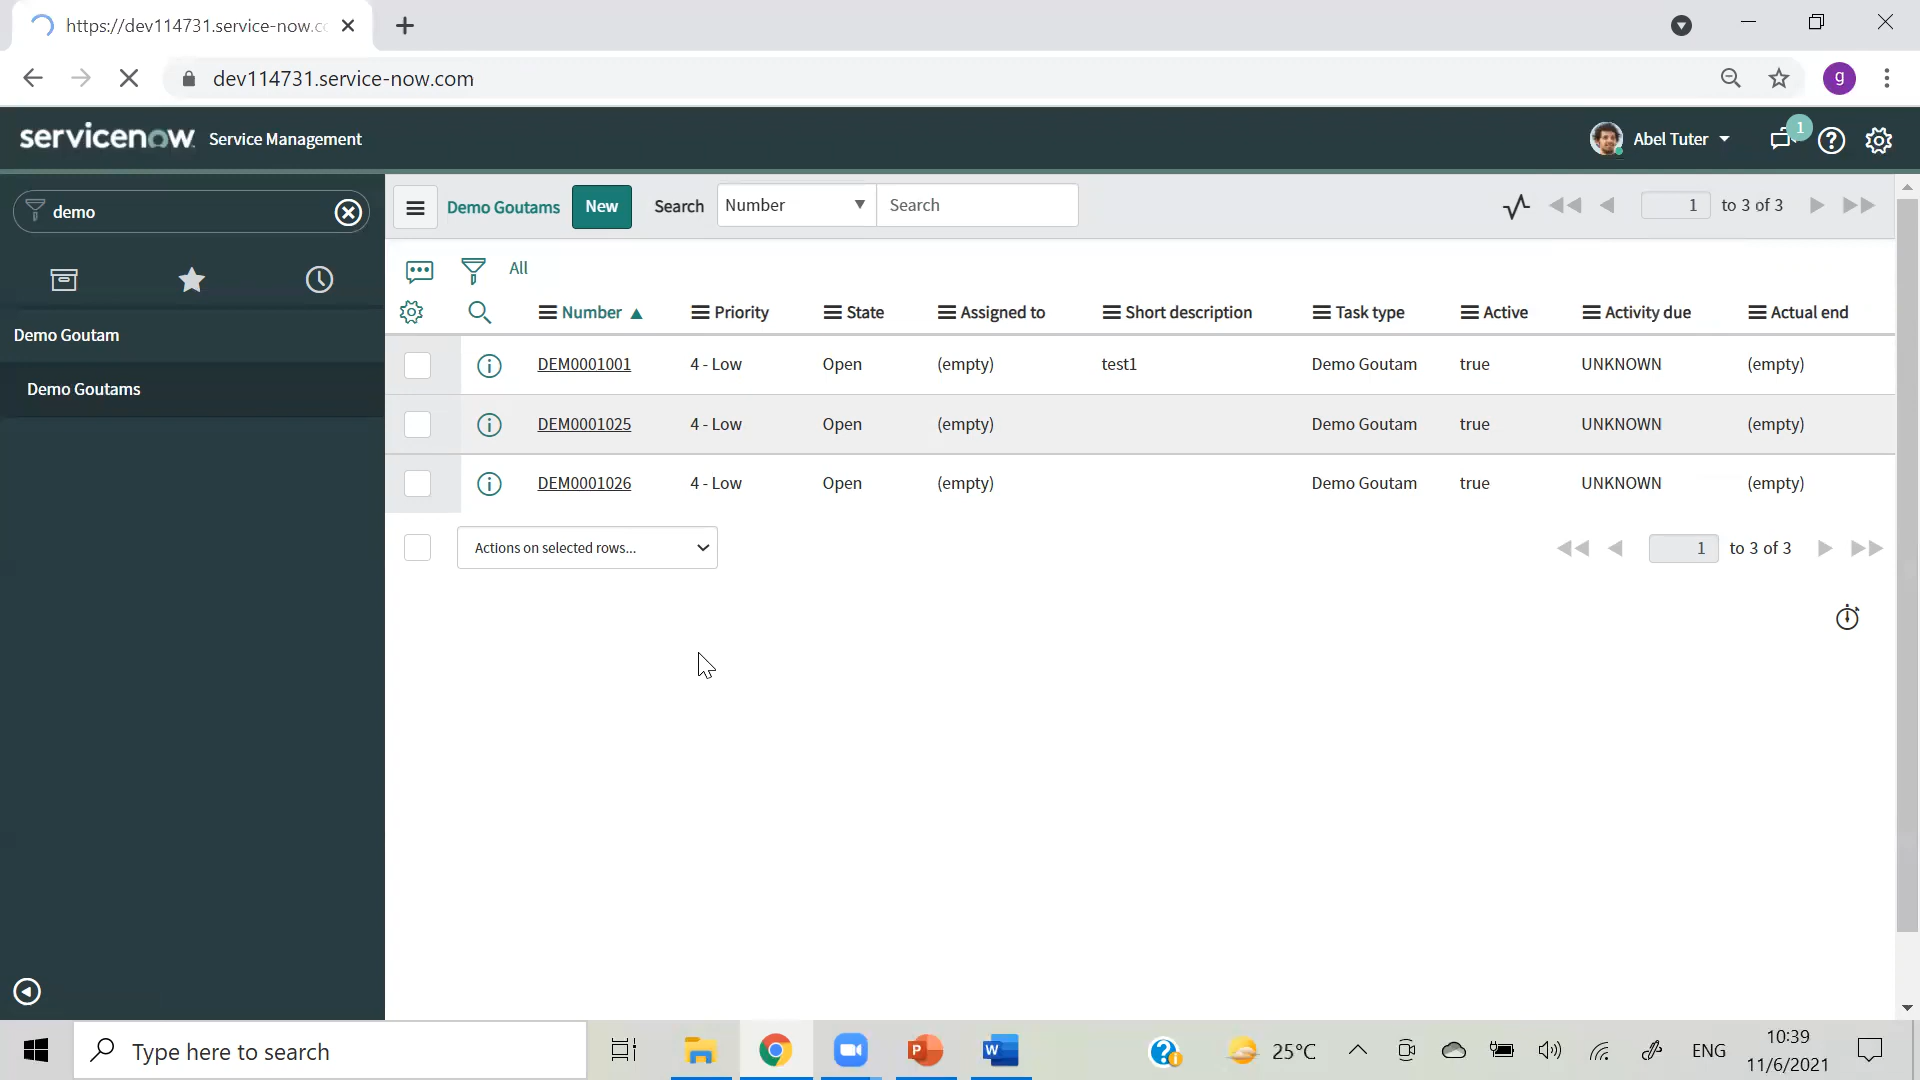 https://dev114731.service-now.co
dev114731.service-now.com
g
servicenow Service Management
Abel Tuter
1
demo
Demo Goutams New Search Number Search
1 to 3 of 3
Demo Goutam
Demo Goutams
All
Number Priority State Assigned to Short description Task type Active Activity due Actual end
DEM0001001 4 - Low Open (empty) test1 Demo Goutam true UNKNOWN (empty)
DEM0001025 4 - Low Open (empty) Demo Goutam true UNKNOWN (empty)
DEM0001026 4 - Low Open (empty) Demo Goutam true UNKNOWN (empty)
Actions on selected rows...
1 to 3 of 3
Type here to search
25°C
ENG
10:39
11/6/2021